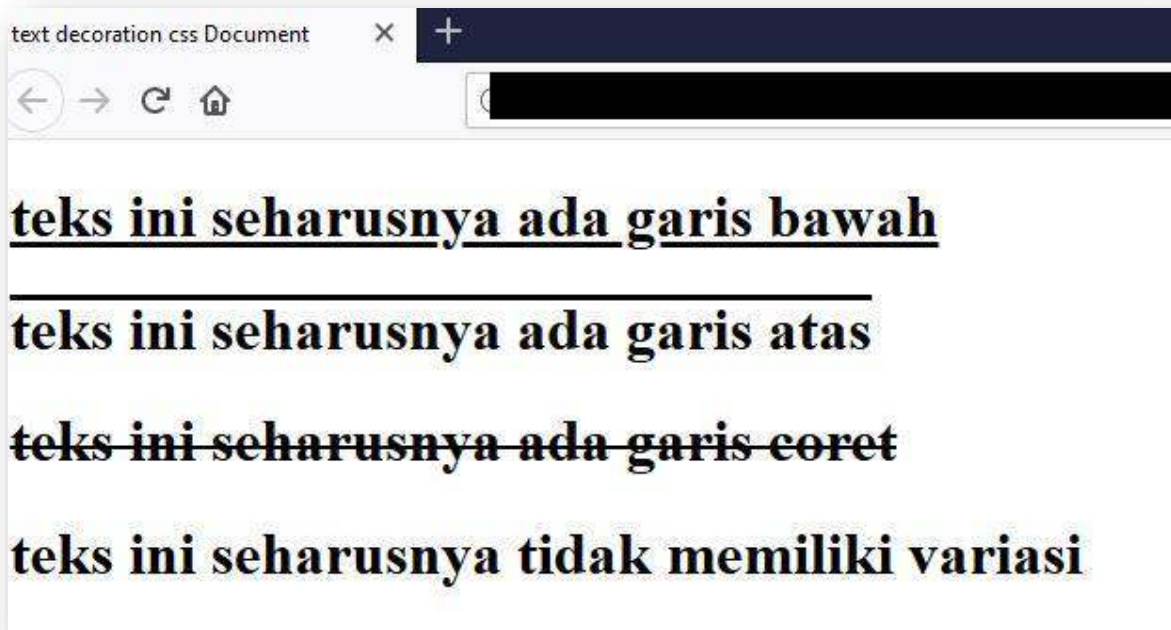 text decoration css Document
teks ini seharusnya ada garis bawah
teks ini seharusnya ada garis atas
teks ini seharusnya ada garis coret
teks ini seharusnya tidak memiliki variasi